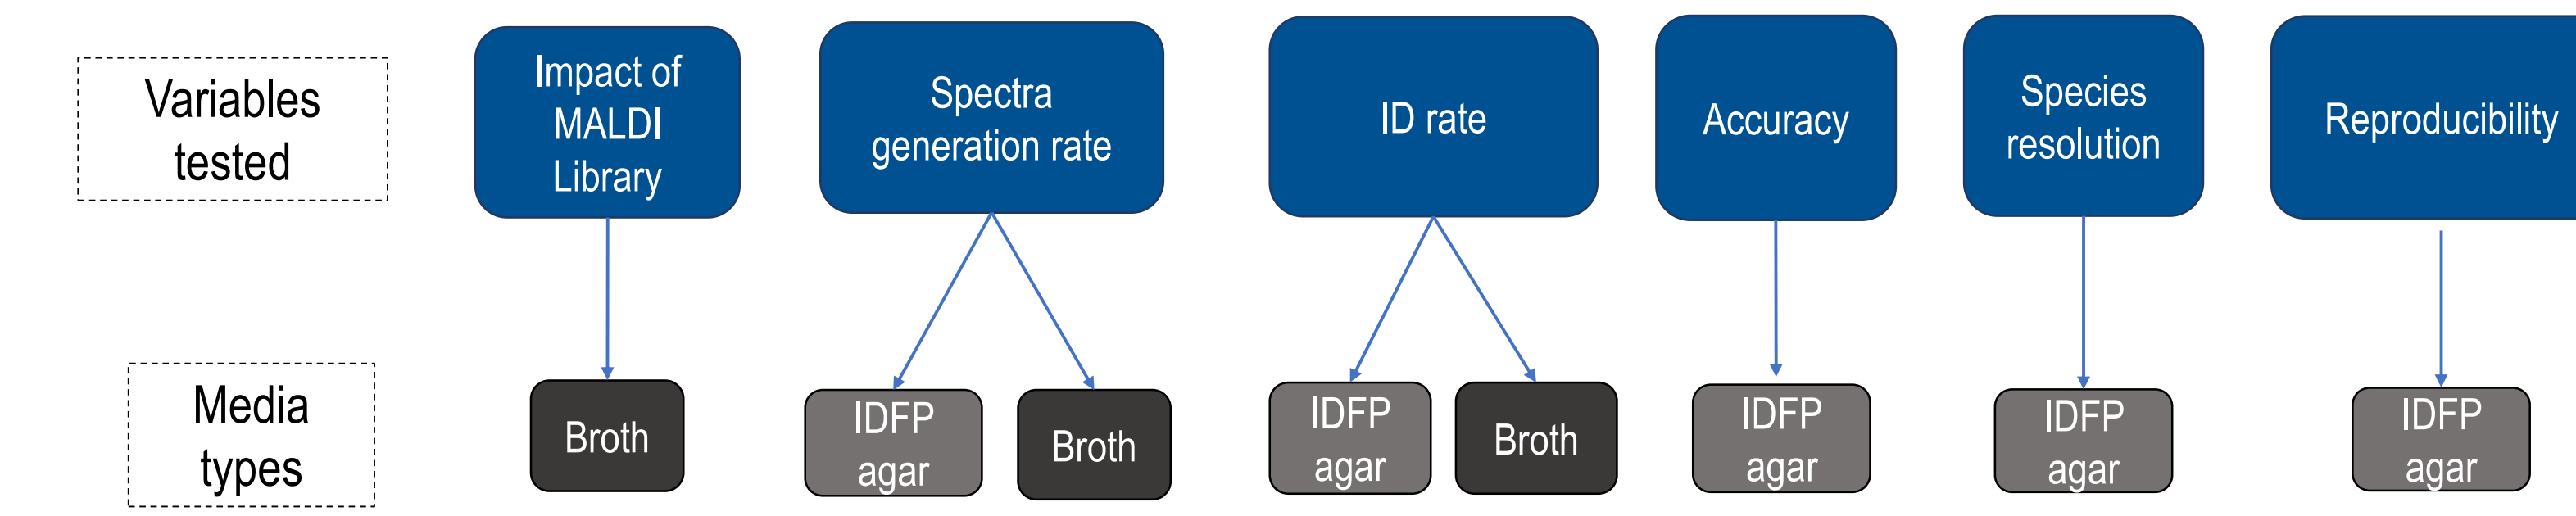 Variables
tested
Impact of
MALDI
Library
Spectra
generation rate
ID rate
Accuracy
Species
resolution
Reproducibility
Media
types
Broth
IDFP
agar
Broth
IDFP
agar
Broth
IDFP
agar
IDFP
agar
IDFP
agar